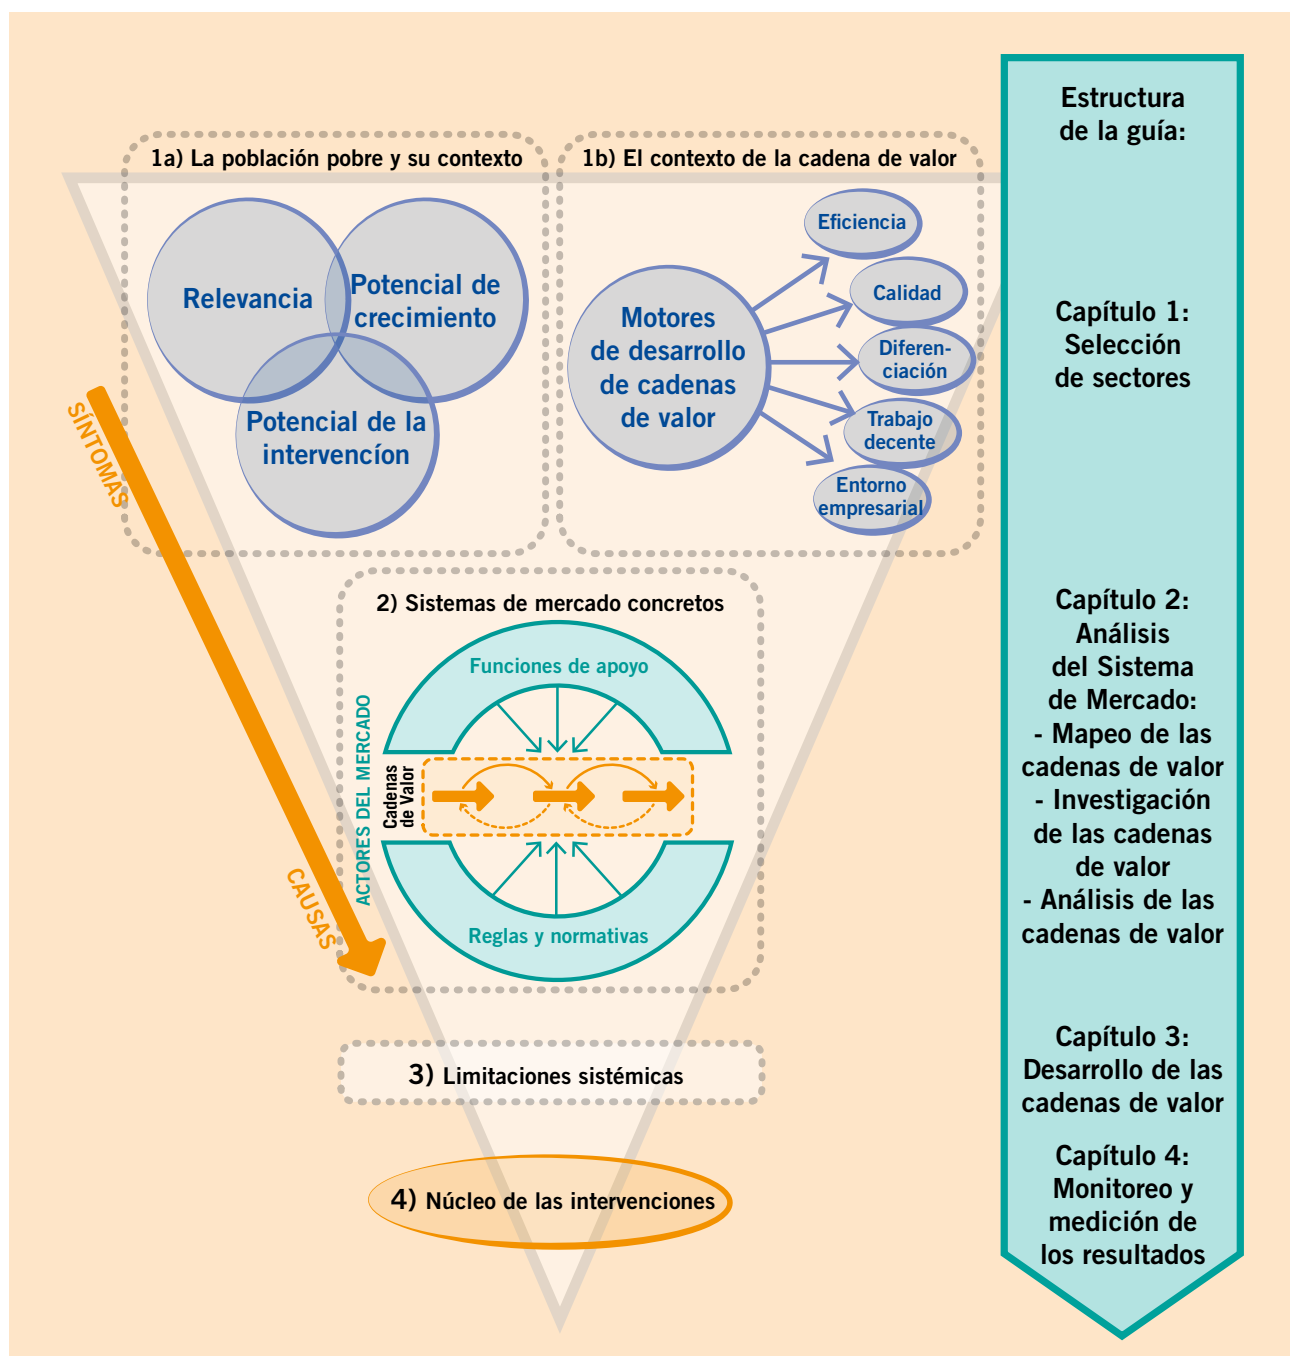 1a) La población pobre y su contexto
Relevancia
Potencial de
crecimiento
Potencial de la
intervencíon
1b) El contexto de la cadena de valor
Motores
de desarrollo
de cadenas
de valor
Eficiencia
Calidad
Diferen-
ciación
Trabajo
decente
Entorno
empresarial
SÍNTOMAS
CAUSAS
2) Sistemas de mercado concretos
ACTORES DEL MERCADO
Funciones de apoyo
Cadenas
de Valor
Reglas y normativas
3) Limitaciones sistémicas
4) Núcleo de las intervenciones
Estructura
de la guía:
Capítulo 1:
Selección
de sectores
Capítulo 2:
Análisis
del Sistema
de Mercado:
- Mapeo de las
cadenas de valor
- Investigación
de las cadenas
de valor
- Análisis de las
cadenas de valor
Capítulo 3:
Desarrollo de las
cadenas de valor
Capítulo 4:
Monitoreo y
medición de
los resultados